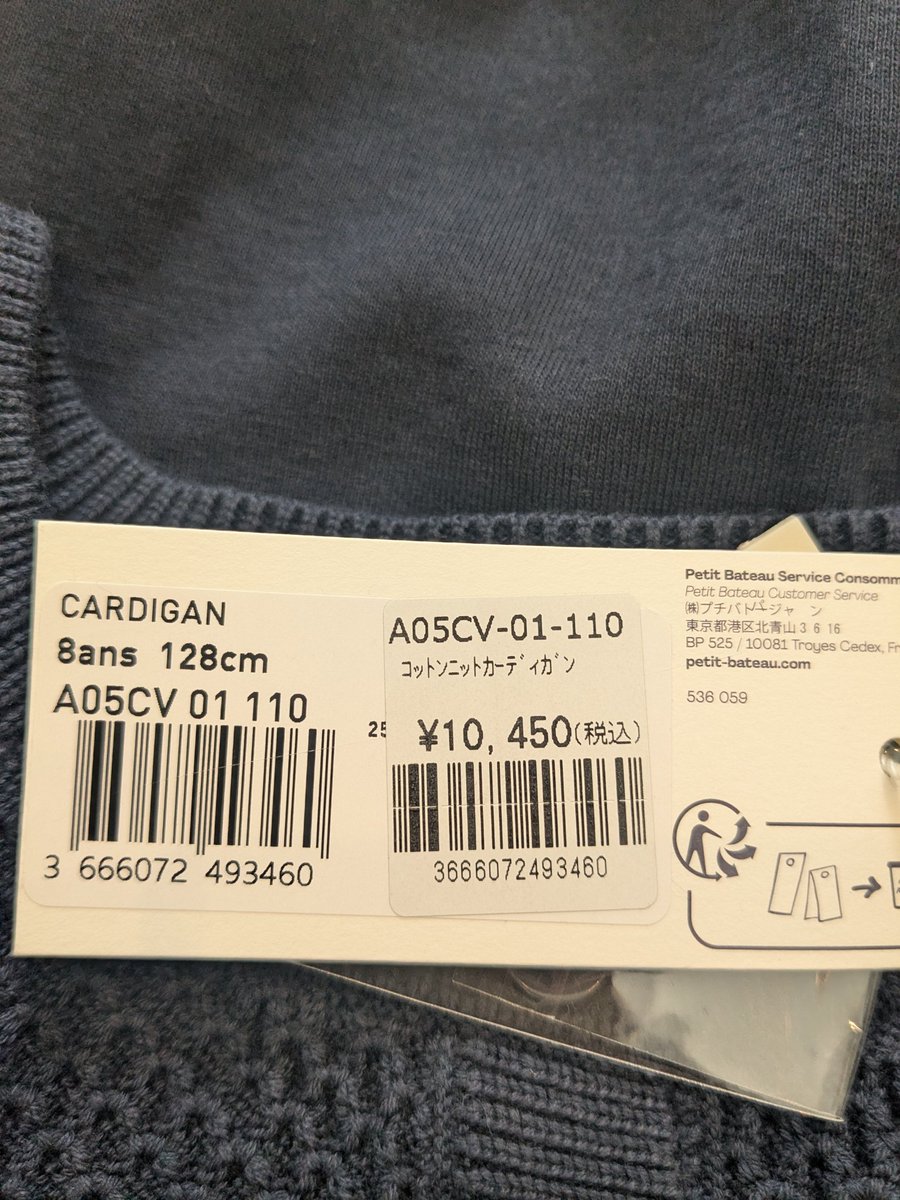 CARDIGAN
8ans 128cm
A05CV 01 110
25
3 666072 493460
A05CV-01-110
コットンニットカーディガン
¥10,450(税込)
3666072493460
Petit Bateau Service Consomm
Petit Bateau Customer Service
東京都港区北青山3 6 16
BP 525 / 10081 Troyes Cedex, Fr
petit-bateau.com
536 059